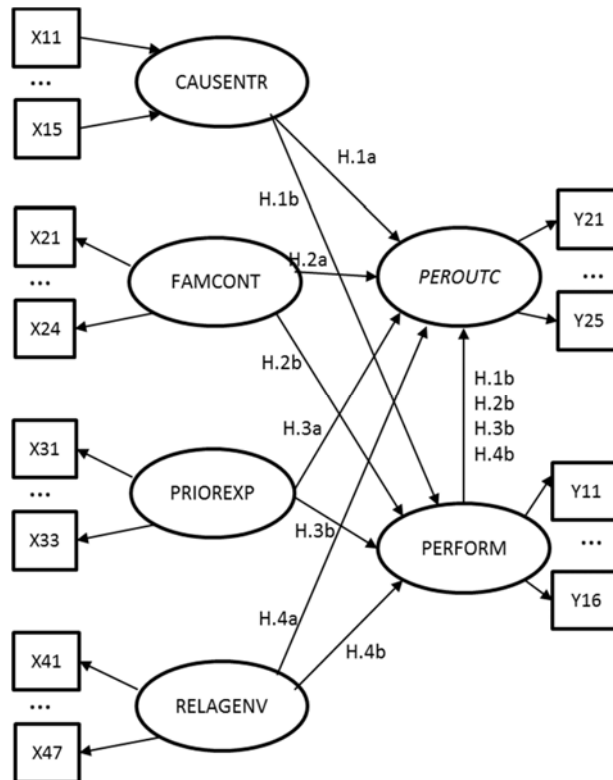 X11
...
X15
CAUSENTR
H.1a
H.1b
X21
...
X24
FAMCONT
H.2a
H.2b
PEROUTC
Y21
...
Y25
H.1b
H.2b
H.3b
H.4b
X31
...
X33
PRIOREXP
H.3a
H.3b
PERFORM
Y11
...
Y16
X41
...
X47
RELAGENV
H.4a
H.4b